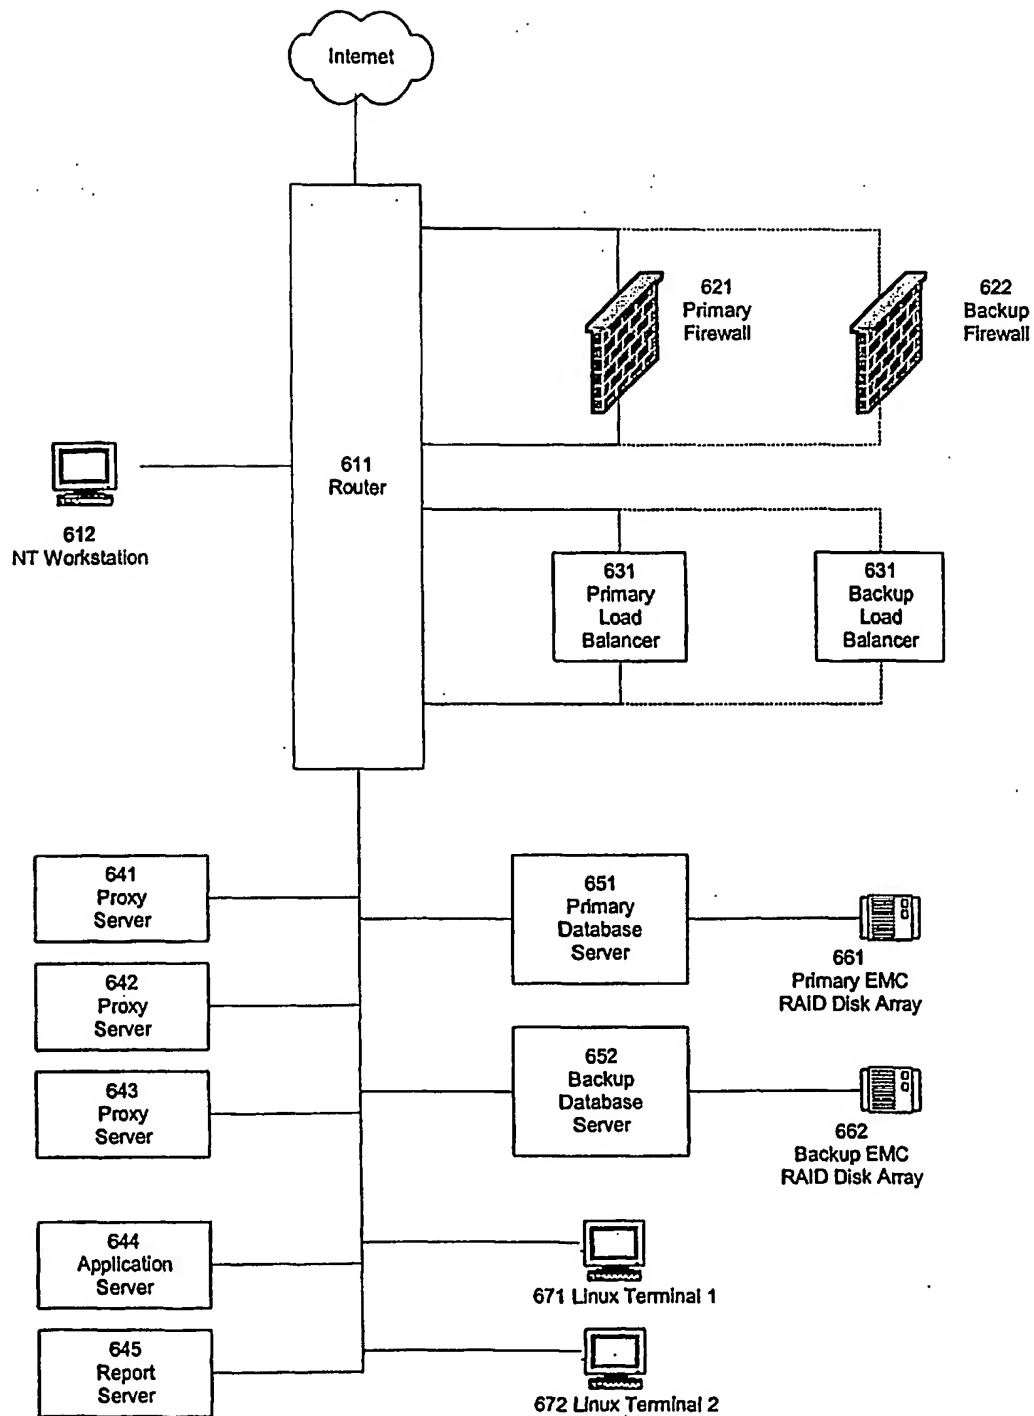 Internet
621
Primary
Firewall
622
Backup
Firewall
611
Router
612
NT Workstation
631
Primary
Load
Balancer
631
Backup
Load
Balancer
641
Proxy
Server
651
Primary
Database
Server
661
Primary EMC
RAID Disk Array
642
Proxy
Server
652
Backup
Database
Server
643
Proxy
Server
662
Backup EMC
RAID Disk Array
644
Application
Server
671 Linux Terminal 1
645
Report
Server
672 Linux Terminal 2